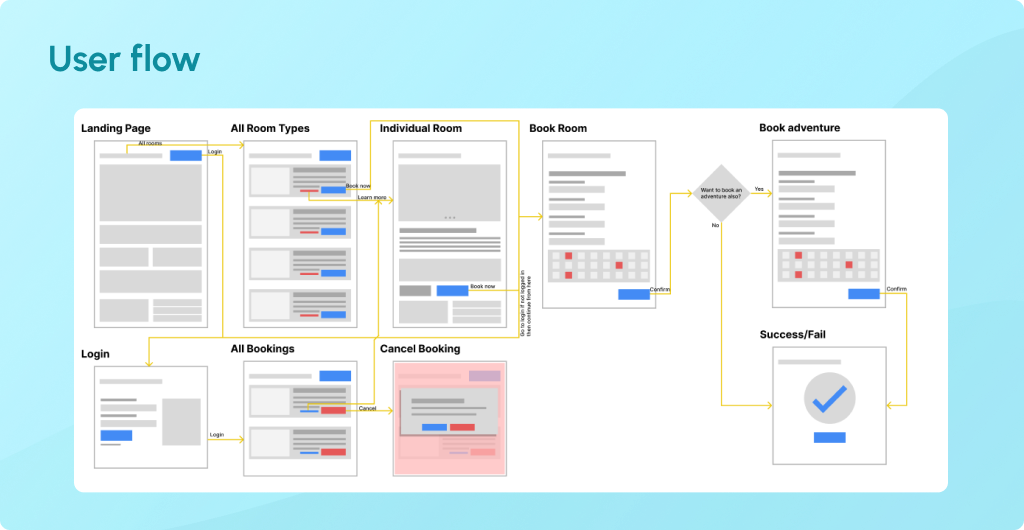 User flow
Landing Page
All Room Types
Individual Room
Book Room
Book adventure
All rooms
Login
Book now
Learn more
Want to book an
adventure also?
Yes
No
Book now
Go to login if not logged in
then continue from here
Confirm
Confirm
Success/Fail
Login
All Bookings
Cancel Booking
Login
Cancel